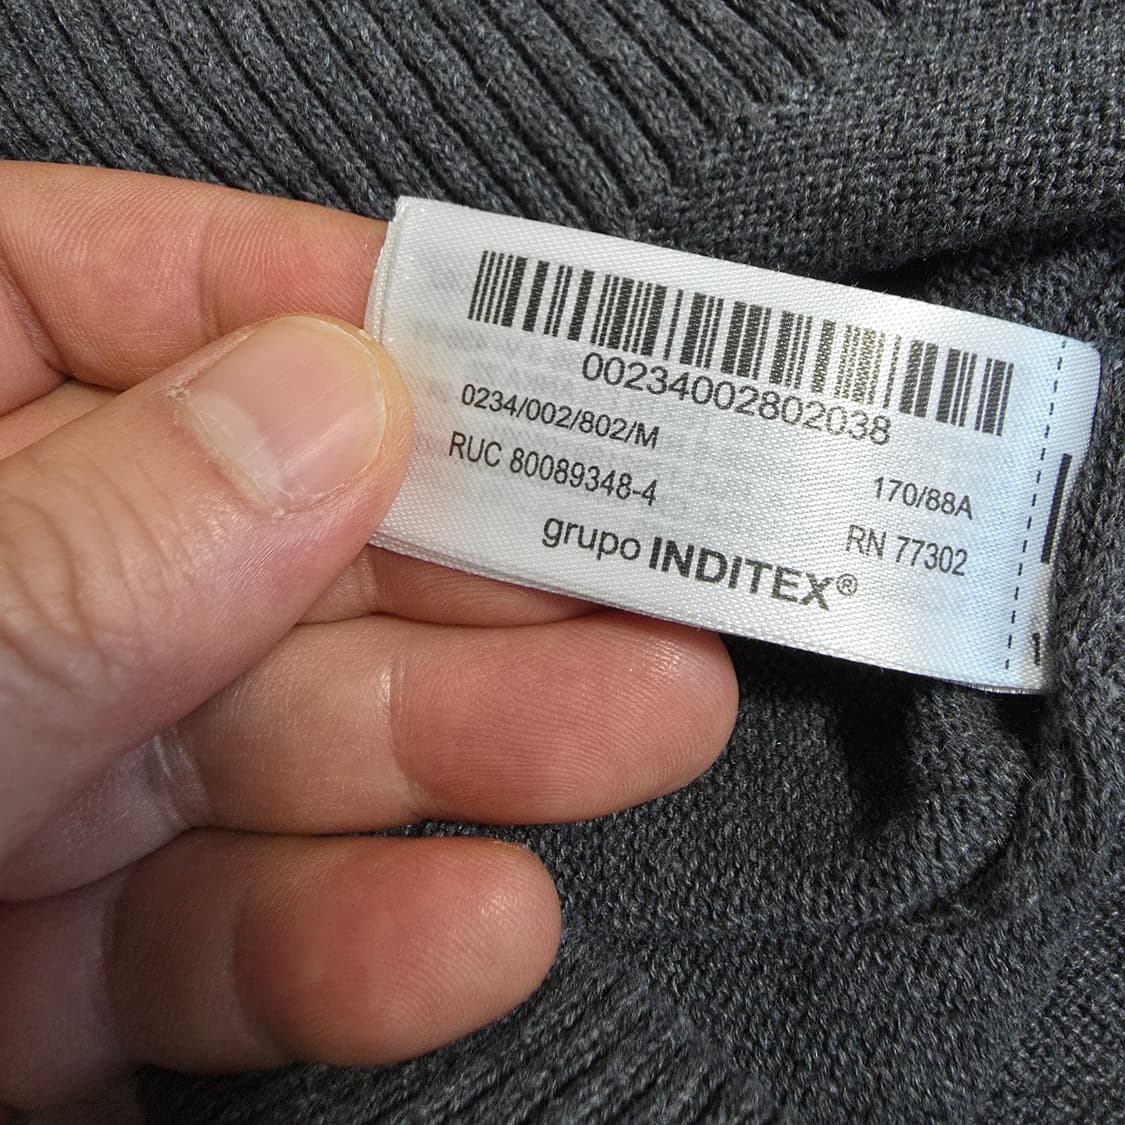 00234002802038
0234/002/802/M
170/88A
RUC 80089348-4
RN 77302
grupo INDITEX®